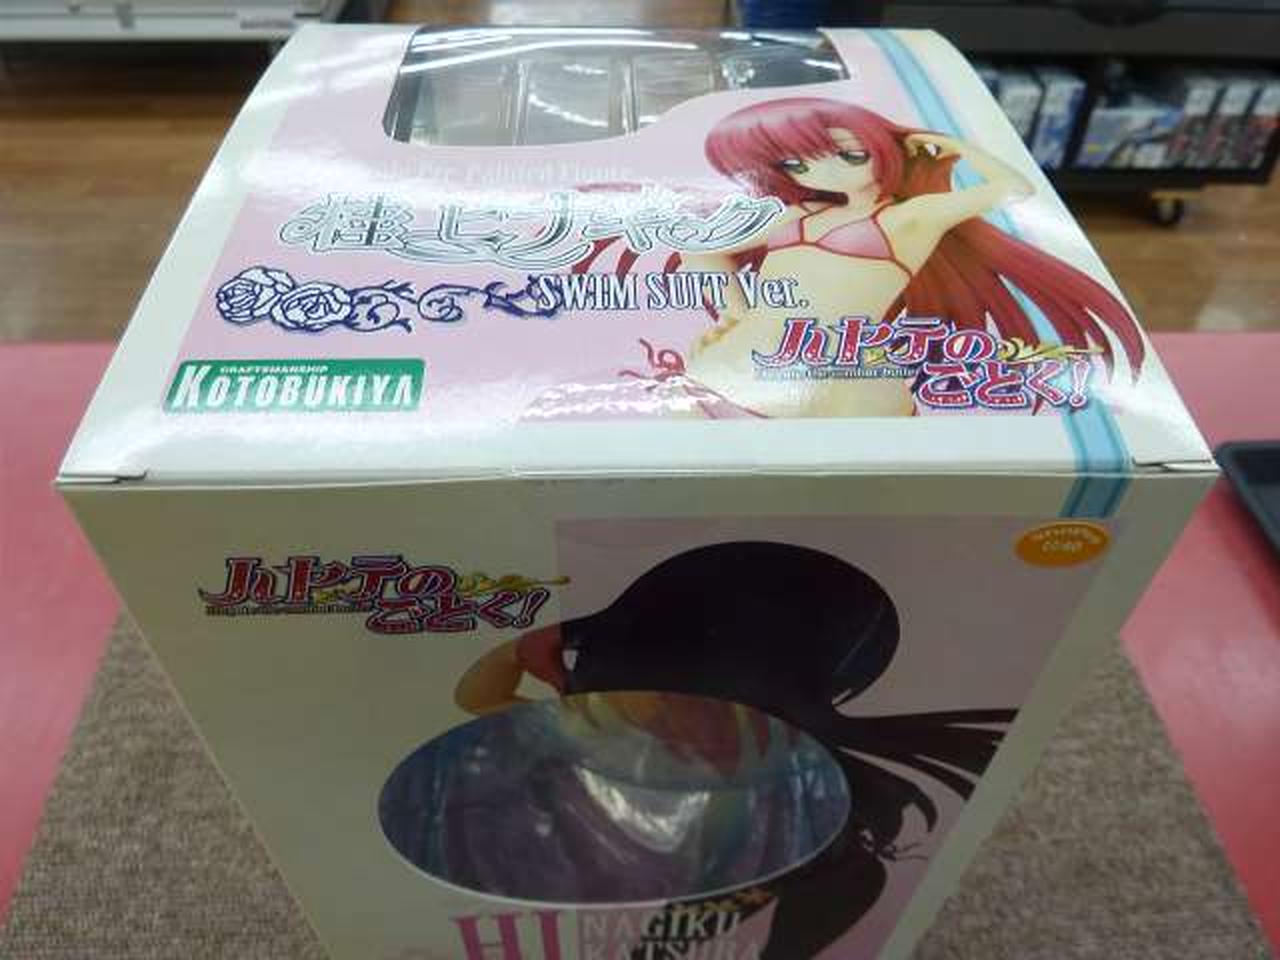 桂ヒナギク
SWIM SUIT Ver.
CRAFTSMANSHIP
KOTOBUKIYA
ハヤテの
ごとく!
ハヤテの
ごとく!
HI NAGIKU
KATSURA